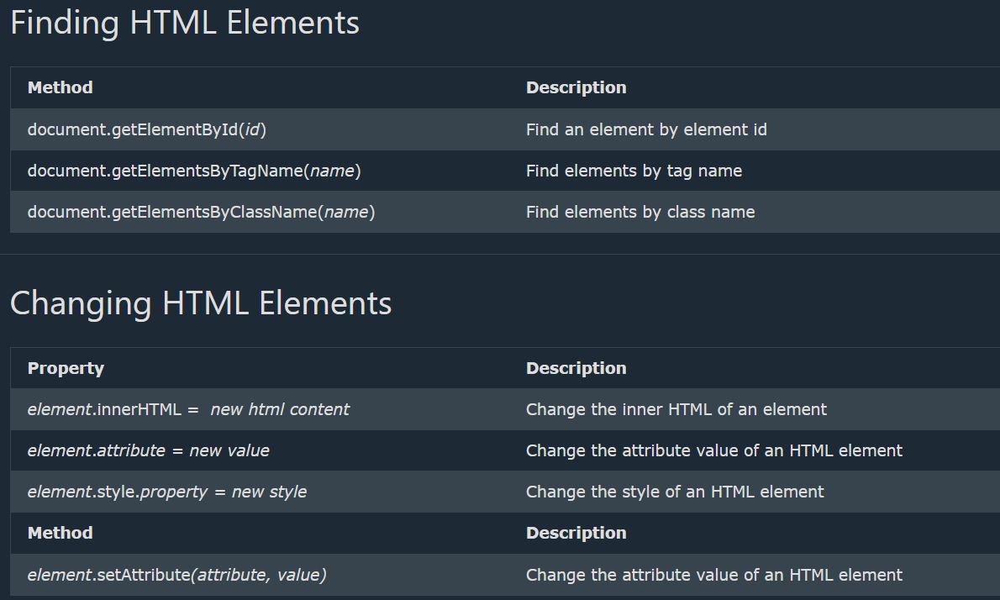 Finding HTML Elements
Method Description
document.getElementById(id) Find an element by element id
document.getElementsByTagName(name) Find elements by tag name
document.getElementsByClassName(name) Find elements by class name
Changing HTML Elements
Property Description
element.innerHTML =  new html content Change the inner HTML of an element
element.attribute = new value Change the attribute value of an HTML element
element.style.property = new style Change the style of an HTML element
Method Description
element.setAttribute(attribute, value) Change the attribute value of an HTML element